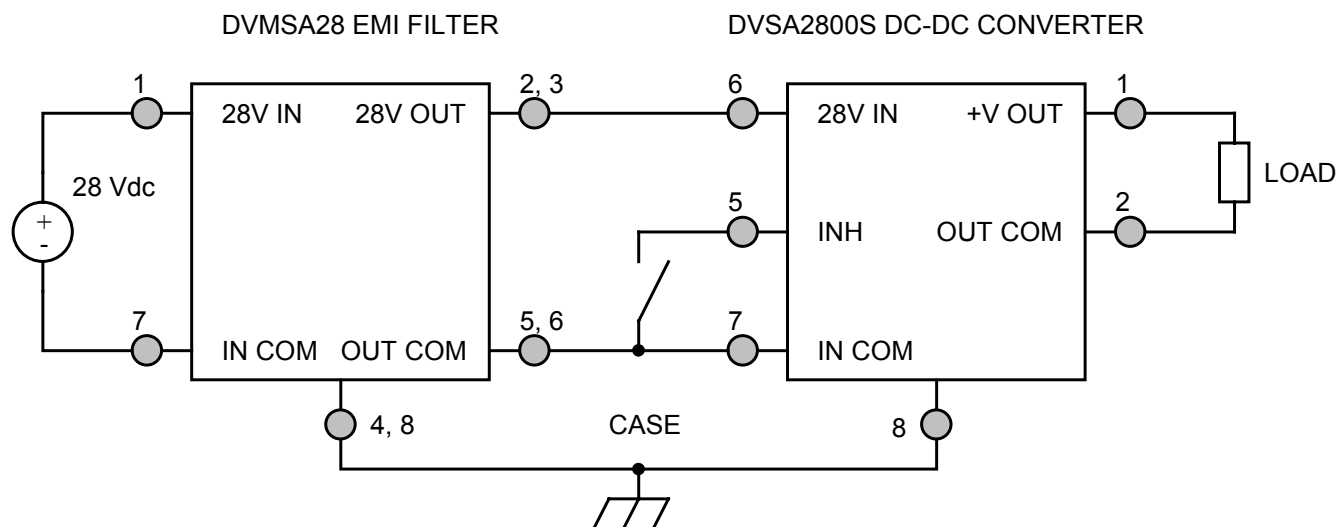 DVMSA28 EMI FILTER
DVSA2800S DC-DC CONVERTER
1
2, 3
6
1
28V IN
28V OUT
28V IN
+V OUT
28 Vdc
LOAD
+
-
5
2
INH
OUT COM
7
5, 6
7
IN COM
OUT COM
IN COM
4, 8
CASE
8